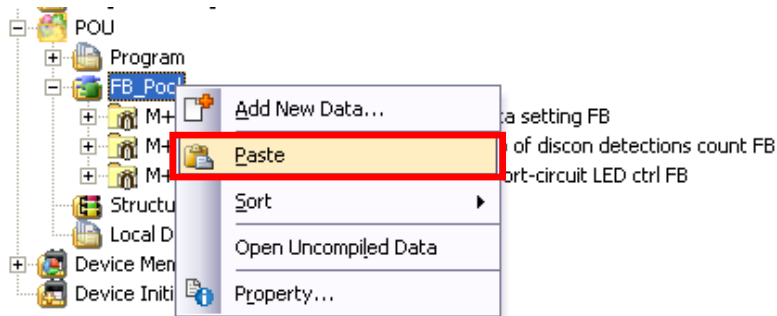 POU
Program
FB_Pool
M+
Add New Data...
ta setting FB
M+
Paste
of discon detections count FB
M+
ort-circuit LED ctrl FB
Structu
Sort
Local D
Open Uncompiled Data
Device Mem
Device Initi
Property...